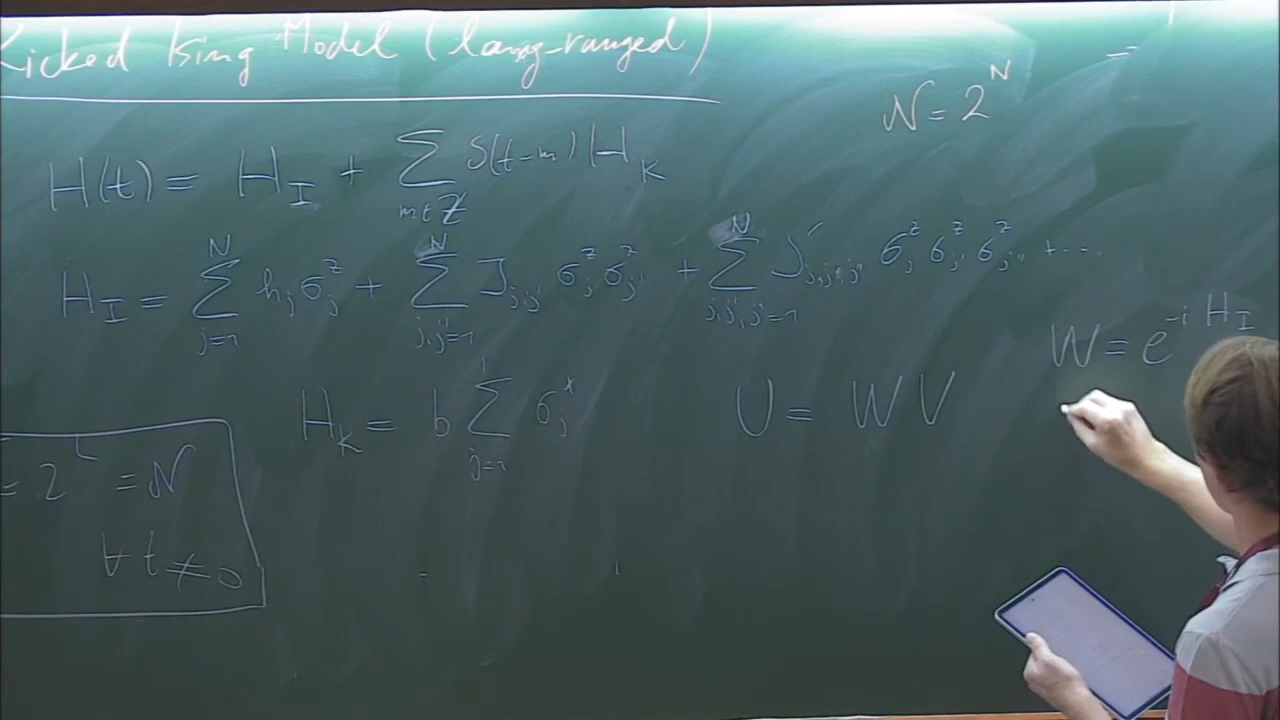 Kicked Ising Model (long-ranged)
𝒩 = 2^N
H(t) = H_I + Σ_{m∈ℤ} δ(t-m) H_K
H_I = Σ_{j=1}^{N} h_j σ_j^z + Σ_{j,j'=1}^{N} J_{j,j'} σ_j^z σ_{j'}^z + Σ_{j,j',j''=1}^{N} J'_{j,j',j''} σ_j^z σ_{j'}^z σ_{j''}^z + ...
W = e^{-i H_I}
H_K = b Σ_{j=1} σ_j^x
U = W V
= 2^L = 𝒩
∀ t ≠ 0